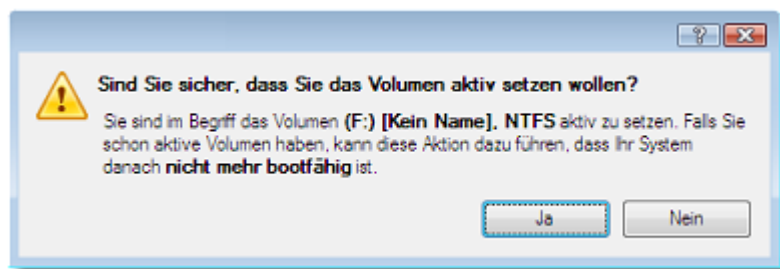 Sind Sie sicher, dass Sie das Volumen aktiv setzen wollen?
Sie sind im Begriff das Volumen (F:) [Kein Name], NTFS aktiv zu setzen. Falls Sie
schon aktive Volumen haben, kann diese Aktion dazu führen, dass Ihr System
danach nicht mehr bootfähig ist.
Ja Nein